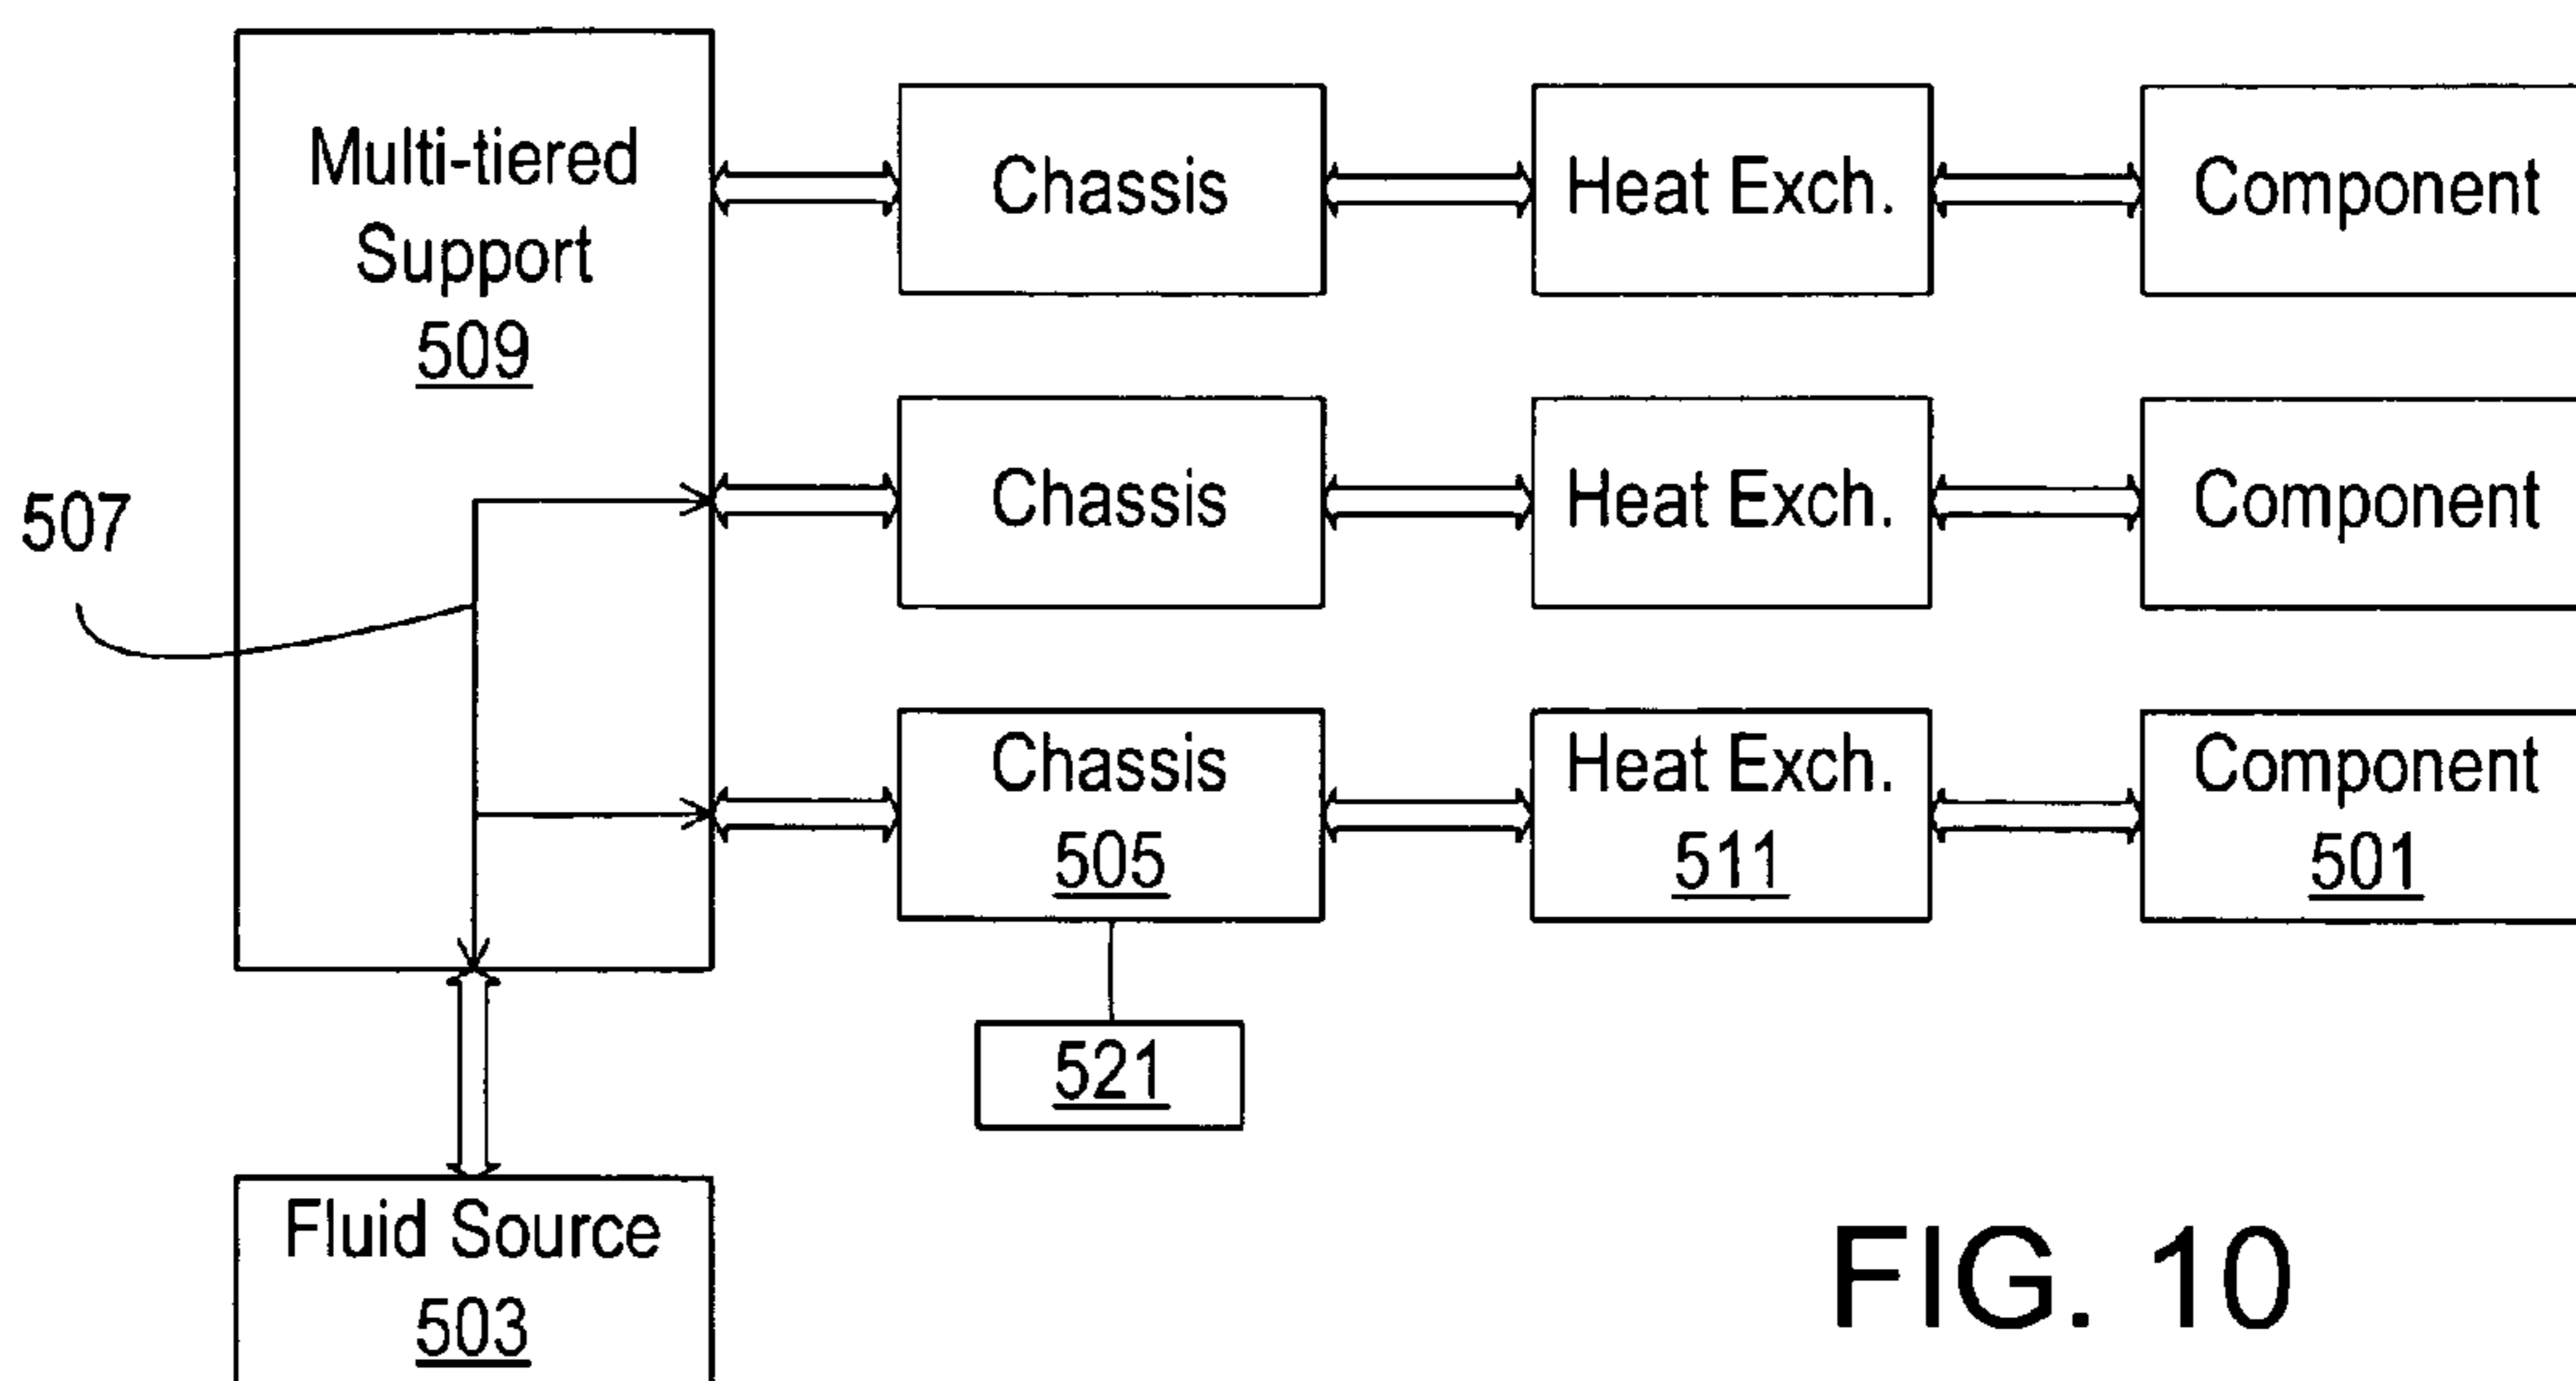 Multi-tiered
Support
509
Chassis
Heat Exch.
Component
507
Chassis
Heat Exch.
Component
Chassis
505
Heat Exch.
511
Component
501
521
Fluid Source
503
FIG. 10